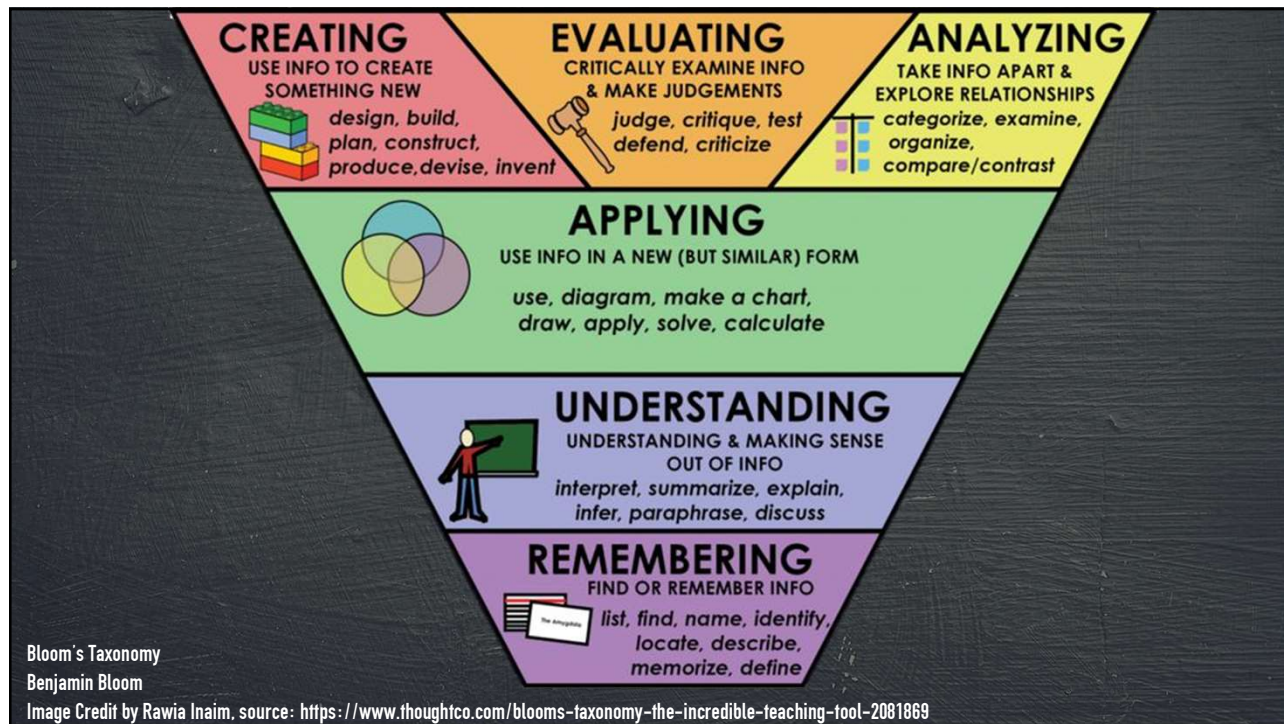 CREATING
USE INFO TO CREATE
SOMETHING NEW
design, build,
plan, construct,
produce,devise, invent
EVALUATING
CRITICALLY EXAMINE INFO
& MAKE JUDGEMENTS
judge, critique, test
defend, criticize
ANALYZING
TAKE INFO APART &
EXPLORE RELATIONSHIPS
categorize, examine,
organize,
compare/contrast
APPLYING
USE INFO IN A NEW (BUT SIMILAR) FORM
use, diagram, make a chart,
draw, apply, solve, calculate
UNDERSTANDING
UNDERSTANDING & MAKING SENSE
OUT OF INFO
interpret, summarize, explain,
infer, paraphrase, discuss
REMEMBERING
FIND OR REMEMBER INFO
The Amygdala
list, find, name, identify,
locate, describe,
memorize, define
Bloom's Taxonomy
Benjamin Bloom
Image Credit by Rawia Inaim, source: https://www.thoughtco.com/blooms-taxonomy-the-incredible-teaching-tool-2081869